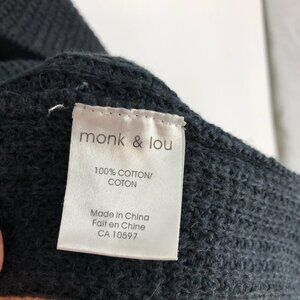 monk & lou
100% COTTON/
COTON
Made in China
Fait en Chine
CA 10597